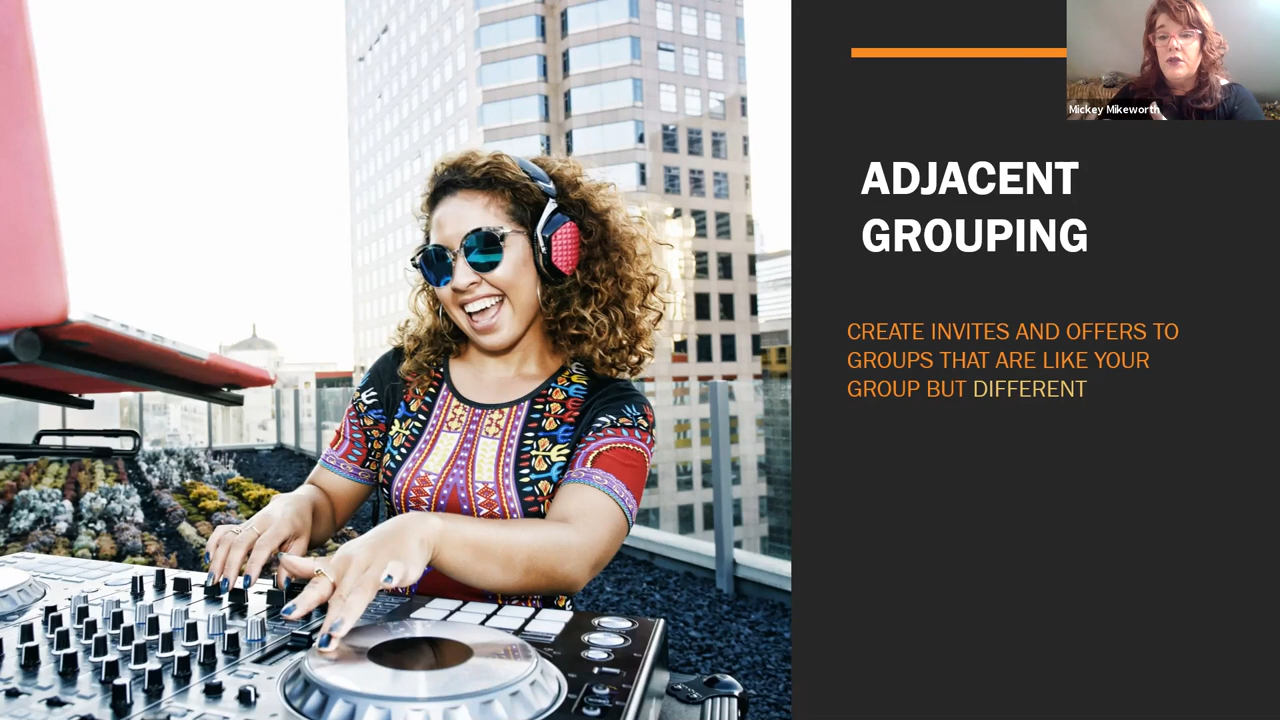 Mickey Mikeworth
ADJACENT
GROUPING
CREATE INVITES AND OFFERS TO
GROUPS THAT ARE LIKE YOUR
GROUP BUT DIFFERENT